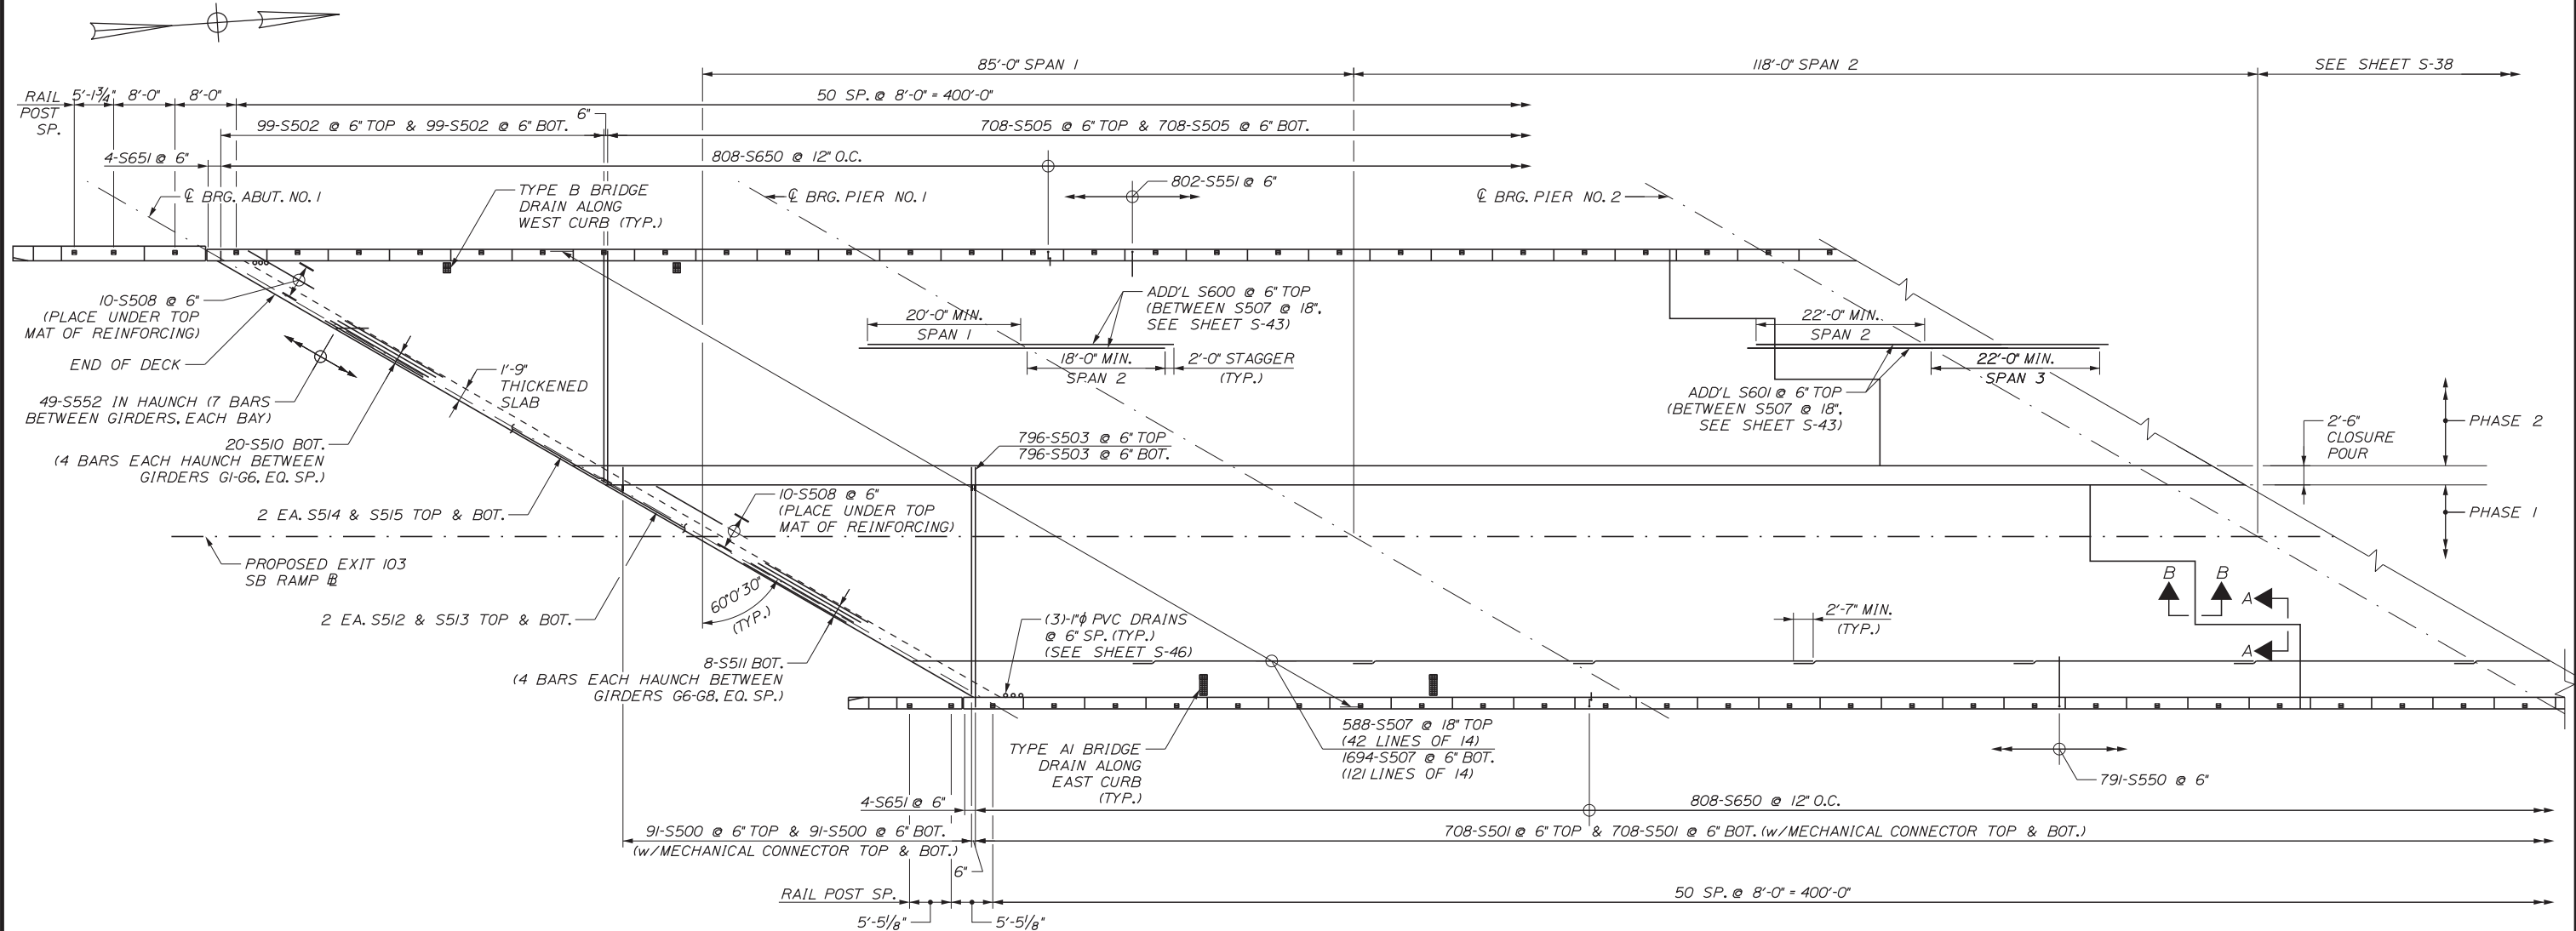 85'-0" SPAN 1
118'-0" SPAN 2
SEE SHEET S-38
RAIL
POST
SP.
5'-1¾"
8'-0"
8'-0"
50 SP. @ 8'-0" = 400'-0"
99-S502 @ 6" TOP & 99-S502 @ 6" BOT.
6"
708-S505 @ 6" TOP & 708-S505 @ 6" BOT.
4-S651 @ 6"
808-S650 @ 12" O.C.
℄ BRG. ABUT. NO. 1
TYPE B BRIDGE
DRAIN ALONG
WEST CURB (TYP.)
℄ BRG. PIER NO. 1
802-S551 @ 6"
℄ BRG. PIER NO. 2
10-S508 @ 6"
(PLACE UNDER TOP
MAT OF REINFORCING)
END OF DECK
49-S552 IN HAUNCH (7 BARS
BETWEEN GIRDERS, EACH BAY)
20-S510 BOT.
(4 BARS EACH HAUNCH BETWEEN
GIRDERS G1-G6, EQ. SP.)
2 EA. S514 & S515 TOP & BOT.
1'-9"
THICKENED
SLAB
20'-0" MIN.
SPAN 1
ADD'L S600 @ 6" TOP
(BETWEEN S507 @ 18",
SEE SHEET S-43)
18'-0" MIN.
SPAN 2
2'-0" STAGGER
(TYP.)
22'-0" MIN.
SPAN 2
22'-0" MIN.
SPAN 3
ADD'L S601 @ 6" TOP
(BETWEEN S507 @ 18",
SEE SHEET S-43)
2'-6"
CLOSURE
POUR
PHASE 2
PHASE 1
796-S503 @ 6" TOP
796-S503 @ 6" BOT.
10-S508 @ 6"
(PLACE UNDER TOP
MAT OF REINFORCING)
PROPOSED EXIT 103
SB RAMP B̲L̲
2 EA. S512 & S513 TOP & BOT.
60°0'30"
(TYP.)
8-S511 BOT.
(4 BARS EACH HAUNCH BETWEEN
GIRDERS G6-G8, EQ. SP.)
(3)-1"ϕ PVC DRAINS
@ 6" SP. (TYP.)
(SEE SHEET S-46)
2'-7" MIN.
(TYP.)
B
B
A
A
TYPE A1 BRIDGE
DRAIN ALONG
EAST CURB
(TYP.)
588-S507 @ 18" TOP
(42 LINES OF 14)
1694-S507 @ 6" BOT.
(121 LINES OF 14)
791-S550 @ 6"
4-S651 @ 6"
808-S650 @ 12" O.C.
91-S500 @ 6" TOP & 91-S500 @ 6" BOT.
(w/MECHANICAL CONNECTOR TOP & BOT.)
708-S501 @ 6" TOP & 708-S501 @ 6" BOT. (w/MECHANICAL CONNECTOR TOP & BOT.)
6"
RAIL POST SP.
50 SP. @ 8'-0" = 400'-0"
5'-5⅛"
5'-5⅛"